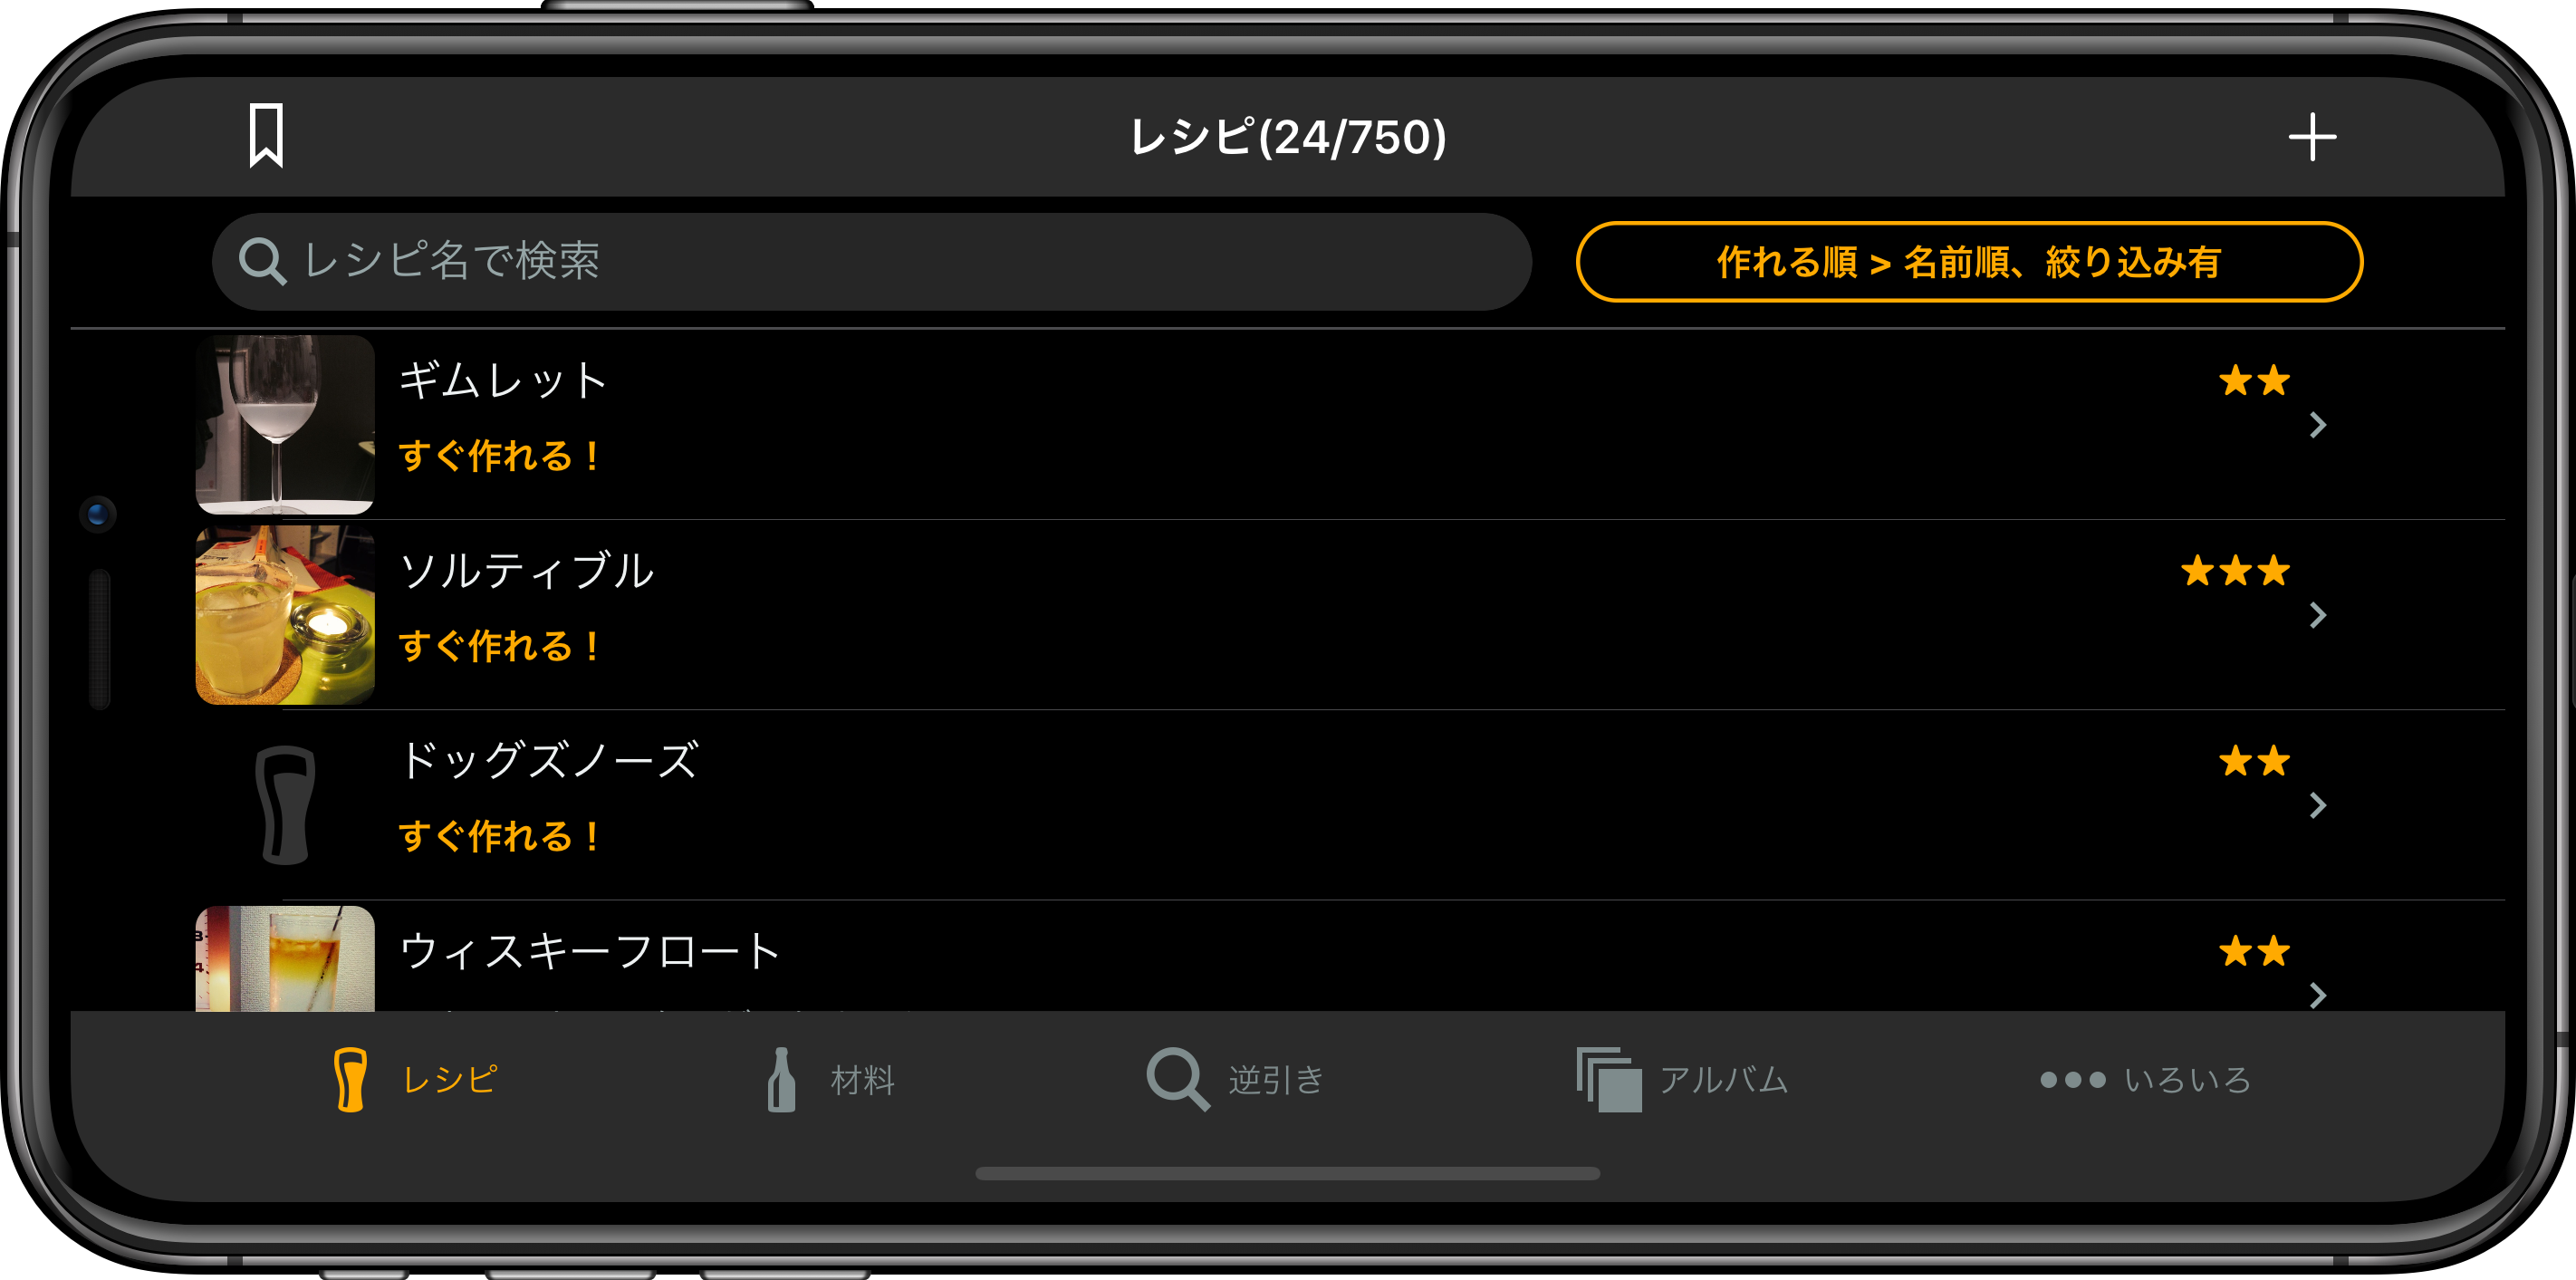 レシピ(24/750)
レシピ名で検索
作れる順 > 名前順、絞り込み有
ギムレット
★★
すぐ作れる！
ソルティブル
★★★
すぐ作れる！
ドッグズノーズ
★★
すぐ作れる！
ウィスキーフロート
★★
レシピ
材料
逆引き
アルバム
いろいろ